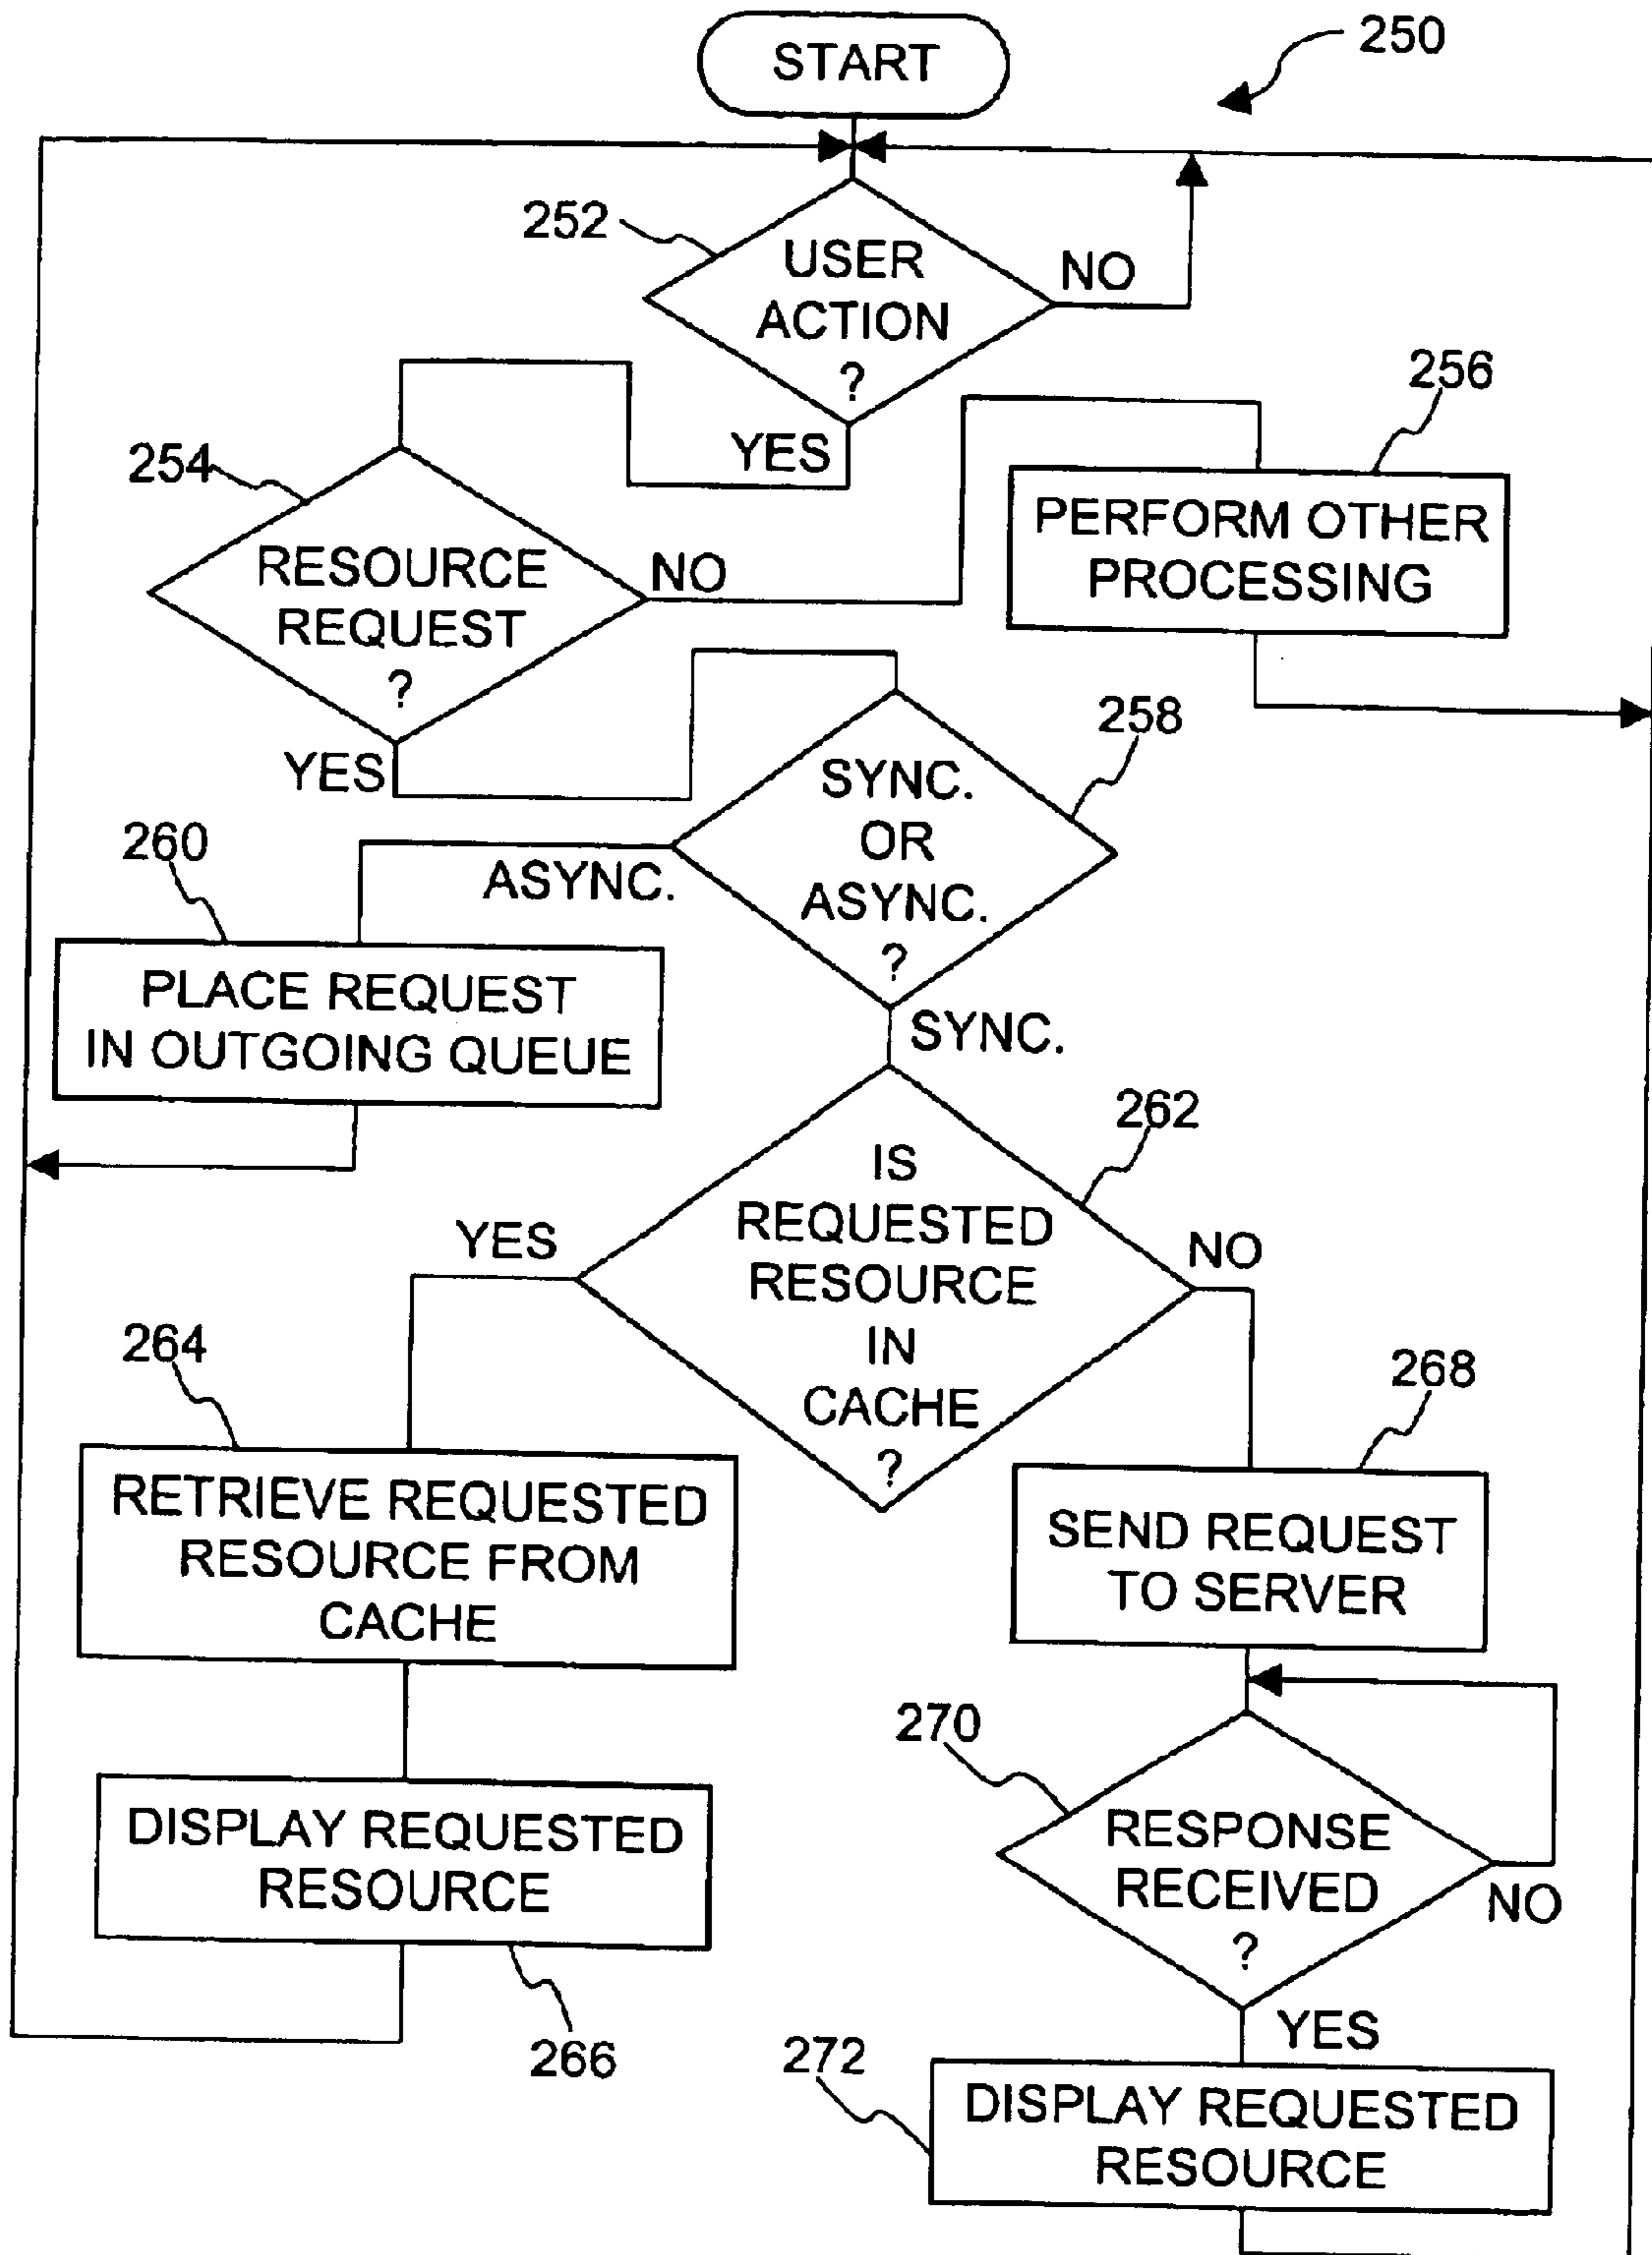 START
250
252
USER
ACTION
?
NO
YES
256
254
RESOURCE
REQUEST
?
NO
PERFORM OTHER
PROCESSING
YES
258
SYNC.
OR
ASYNC.
?
260
ASYNC.
PLACE REQUEST
IN OUTGOING QUEUE
SYNC.
262
IS
REQUESTED
RESOURCE
IN
CACHE
?
YES
NO
264
268
RETRIEVE REQUESTED
RESOURCE FROM
CACHE
SEND REQUEST
TO SERVER
270
RESPONSE
RECEIVED
?
NO
DISPLAY REQUESTED
RESOURCE
266
YES
272
DISPLAY REQUESTED
RESOURCE